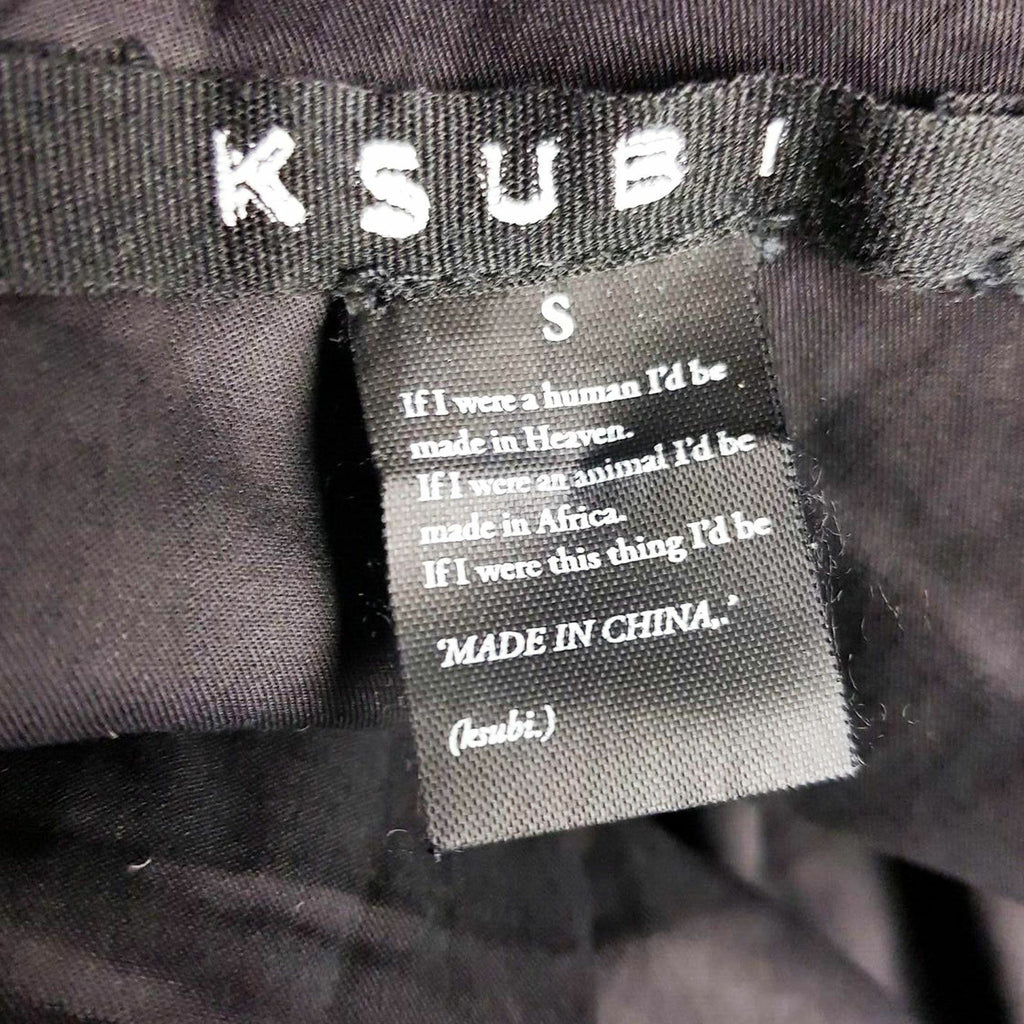 KSUBI
S
If I were a human I'd be
made in Heaven.
If I were an animal I'd be
made in Africa.
If I were this thing I'd be
'MADE IN CHINA,.'
(ksubi.)